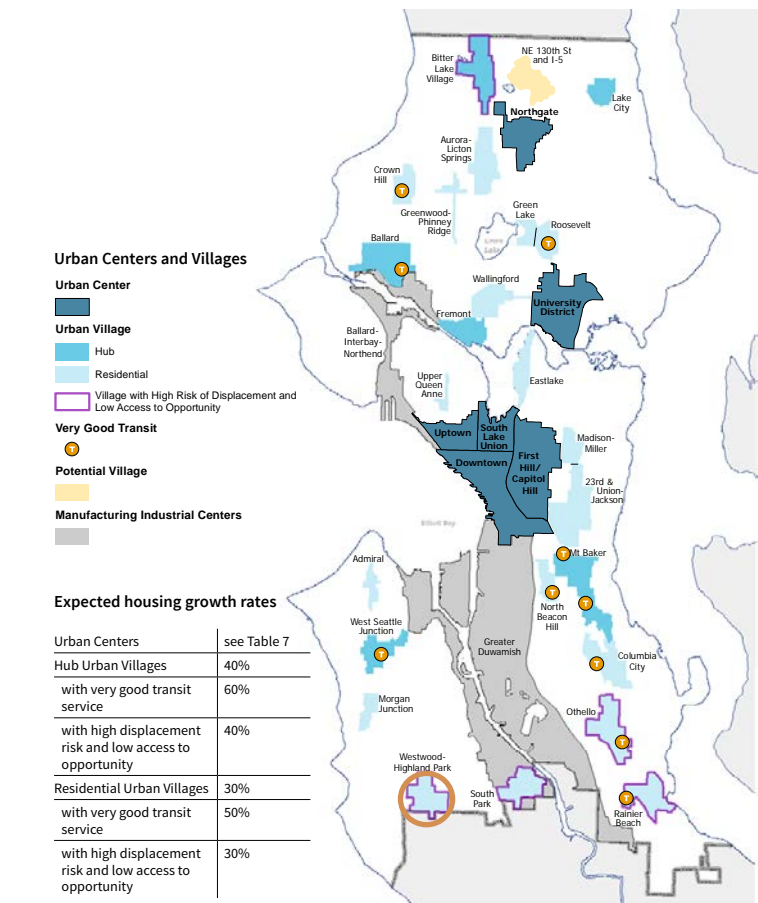 Bitter
Lake
Village
NE 130th St
and I-5
Lake
City
Northgate
Aurora-
Licton
Springs
Crown
Hill
T
Greenwood-
Phinney
Ridge
Green
Lake
Roosevelt
T
Green
Lake
Ballard
T
Wallingford
University
District
Fremont
Ballard-
Interbay-
Northend
Upper
Queen
Anne
Eastlake
Uptown
South
Lake
Union
Downtown
First
Hill/
Capitol
Hill
Madison-
Miller
23rd &
Union-
Jackson
Elliott Bay
Urban Centers and Villages
Urban Center
Urban Village
Hub
Residential
Village with High Risk of Displacement and
Low Access to Opportunity
Very Good Transit
T
Potential Village
Manufacturing Industrial Centers
Admiral
T
Mt Baker
T
T
North
Beacon
Hill
West Seattle
Junction
T
Greater
Duwamish
Columbia
City
T
Morgan
Junction
Othello
T
Westwood-
Highland Park
South
Park
T
Rainier
Beach
Expected housing growth rates
Urban Centers see Table 7
Hub Urban Villages 40%
with very good transit 60%
service
with high displacement 40%
risk and low access to
opportunity
Residential Urban Villages 30%
with very good transit 50%
service
with high displacement 30%
risk and low access to
opportunity